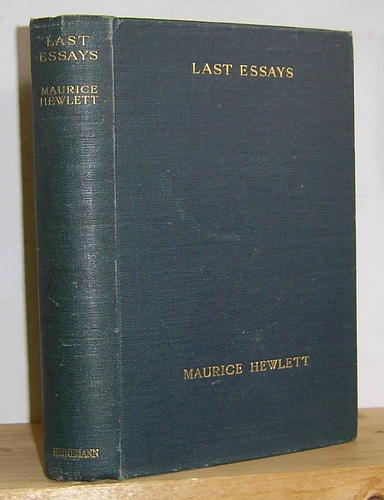 LAST
ESSAYS
MAURICE
HEWLETT
HEINEMANN
LAST ESSAYS
MAURICE HEWLETT